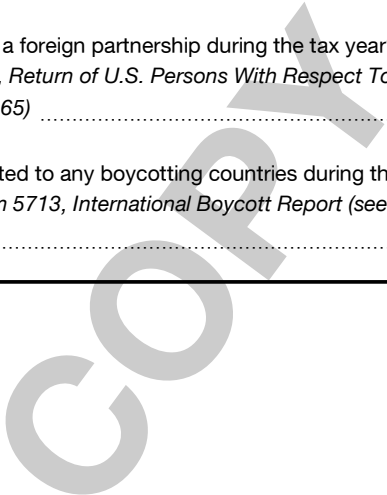 a foreign partnership during the tax year
, Return of U.S. Persons With Respect To
65)
ted to any boycotting countries during th
5713, International Boycott Report (see
COPY